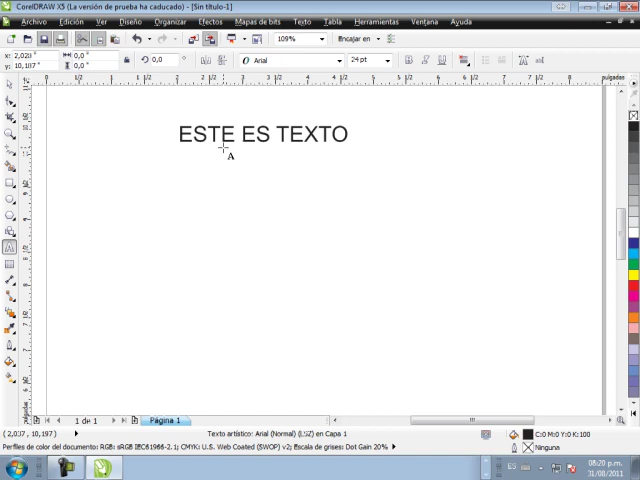 CorelDRAW X5 (La versión de prueba ha caducado) - [Sin título-1]
Archivo Edición Ver Diseño Organizar Efectos Mapas de bits Texto Tabla Herramientas Ventana Ayuda
109% Encajar en
x: 2,028 " 0,0 " 0,0 Arial 24 pt
y: 10,187 " 0,0 "
pulgadas
ESTE ES TEXTO
A
1 de 1 Página 1
( 2,037 , 10,197 ) Texto artístico: Arial (Normal) (LSZ) en Capa 1 C:0 M:0 Y:0 K:100
Perfiles de color del documento: RGB: sRGB IEC61966-2.1; CMYK: U.S. Web Coated (SWOP) v2; Escala de grises: Dot Gain 20% Ninguna
ES 08:20 p.m.
31/08/2011